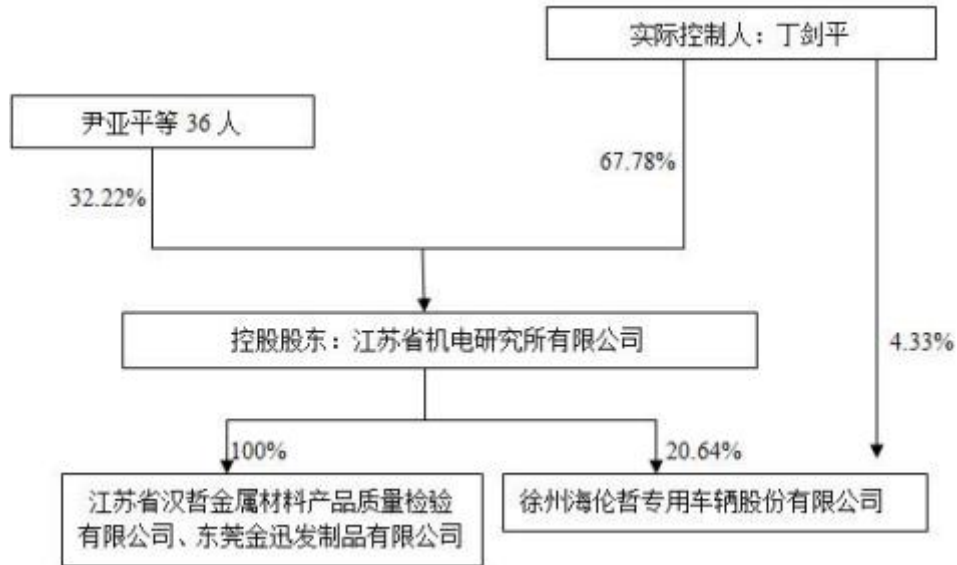 实际控制人：丁剑平
尹亚平等 36 人
67.78%
32.22%
控股股东：江苏省机电研究所有限公司
4.33%
100%
20.64%
江苏省汉哲金属材料产品质量检验
有限公司、东莞金迅发制品有限公司
徐州海伦哲专用车辆股份有限公司